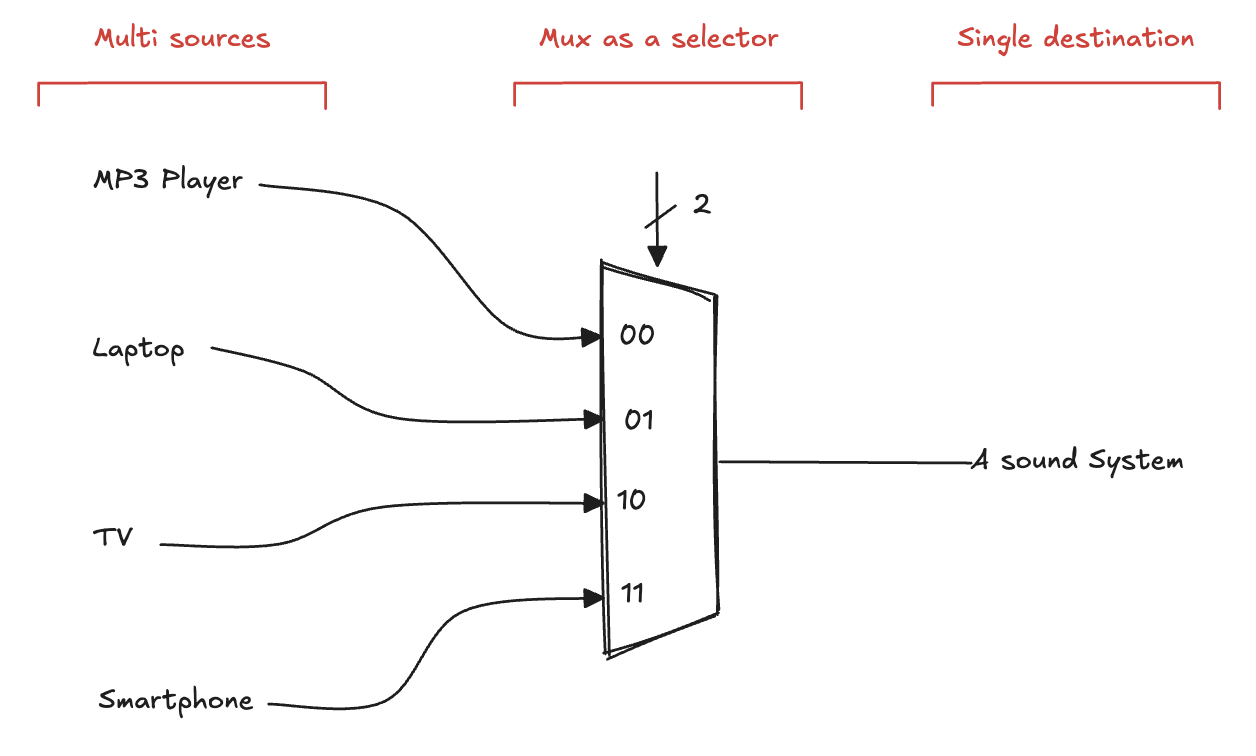 Multi sources
Mux as a selector
Single destination
MP3 Player
2
00
Laptop
01
A sound System
10
TV
11
Smartphone